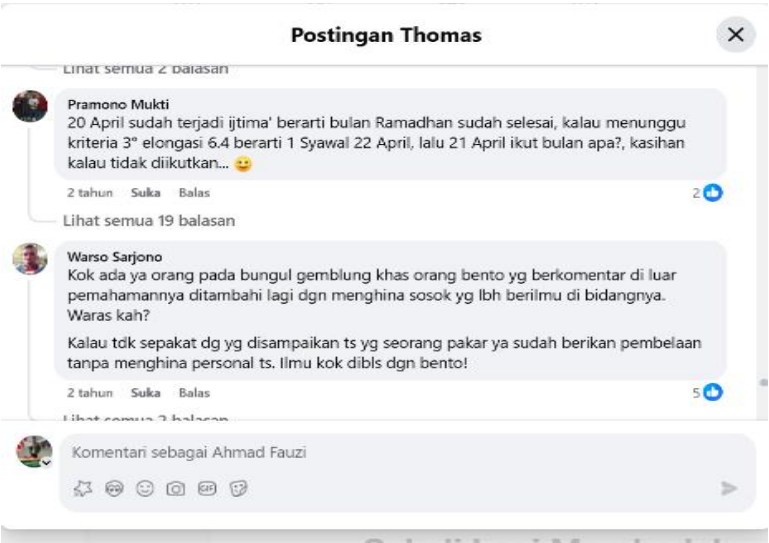 Postingan Thomas
Lihat semua 2 balasan
Pramono Mukti
20 April sudah terjadi ijtima' berarti bulan Ramadhan sudah selesai, kalau menunggu
kriteria 3° elongasi 6.4 berarti 1 Syawal 22 April, lalu 21 April ikut bulan apa?, kasihan
kalau tidak diikutkan... 😀
2 tahun Suka Balas 2
Lihat semua 19 balasan
Warso Sarjono
Kok ada ya orang pada bungul gemblung khas orang bento yg berkomentar di luar
pemahamannya ditambahi lagi dgn menghina sosok yg lbh berilmu di bidangnya.
Waras kah?
Kalau tdk sepakat dg yg disampaikan ts yg seorang pakar ya sudah berikan pembelaan
tanpa menghina personal ts. Ilmu kok dibls dgn bento!
2 tahun Suka Balas 5
Lihat semua 2 balasan
Komentari sebagai Ahmad Fauzi
GIF